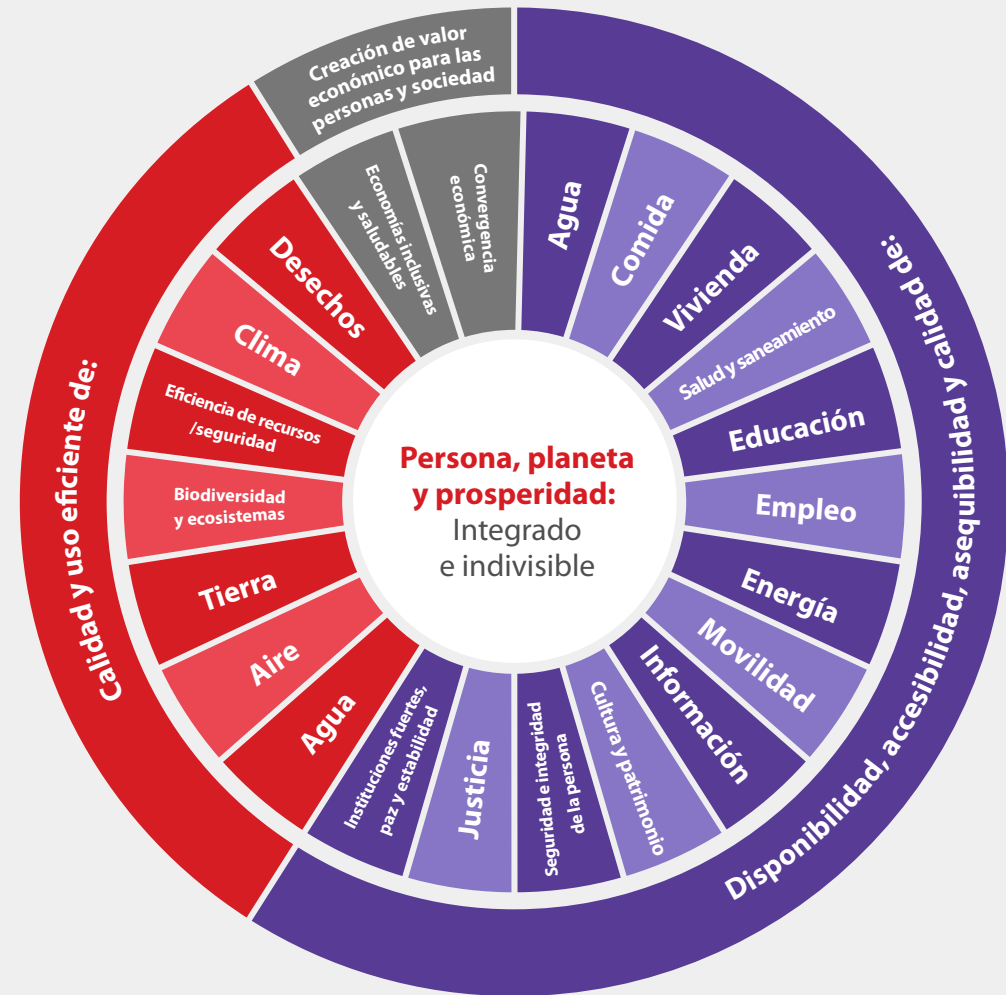 Creación de valor
económico para las
personas y sociedad
Disponibilidad, accesibilidad, asequibilidad y calidad de:
Calidad y uso eficiente de:
Agua
Comida
Vivienda
Salud y saneamiento
Educación
Empleo
Energía
Movilidad
Información
Cultura y patrimonio
Seguridad e integridad
de la persona
Justicia
Instituciones fuertes,
paz y estabilidad
Agua
Aire
Tierra
Biodiversidad
y ecosistemas
Eficiencia de recursos
/seguridad
Clima
Desechos
Economías inclusivas
y saludables
Convergencia
económica
Persona, planeta
y prosperidad:
Integrado
e indivisible